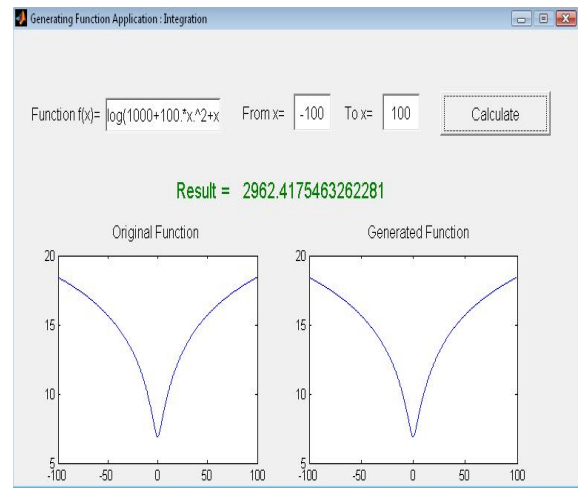 Generating Function Application : Integration
Function f(x)= log(1000+100.*x.^2+x From x= -100 To x= 100 Calculate
Result = 2962.4175463262281
Original Function Generated Function
20 20
15 15
10 10
5 5
-100 -50 0 50 100 -100 -50 0 50 100